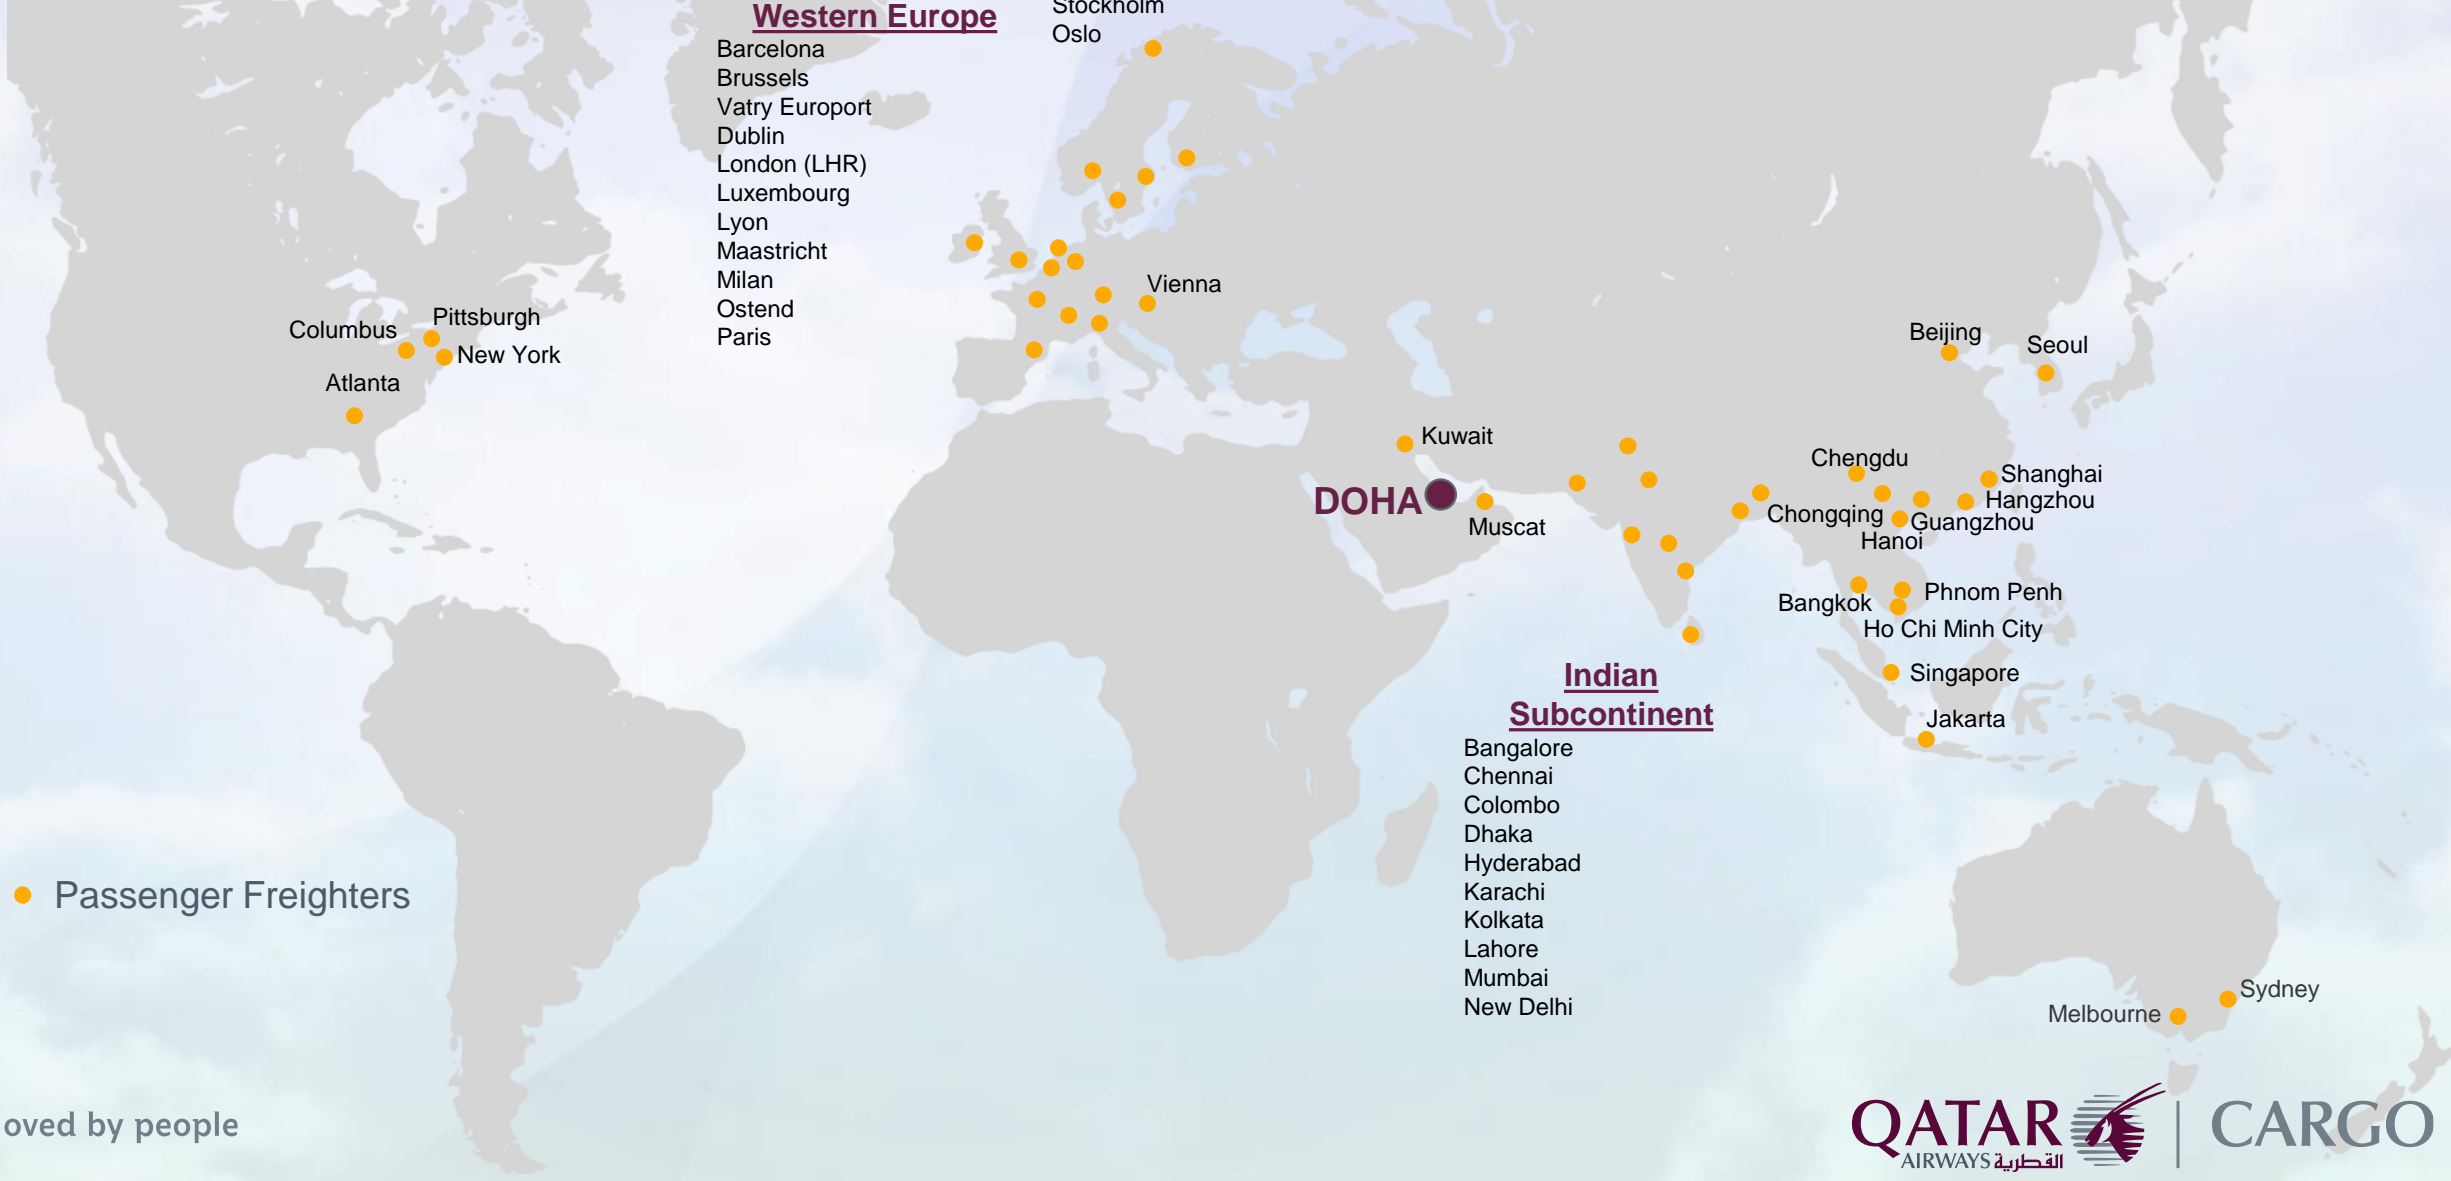 Western Europe
Barcelona
Brussels
Vatry Europort
Dublin
London (LHR)
Luxembourg
Lyon
Maastricht
Milan
Ostend
Paris
Stockholm
Oslo
Vienna
Columbus
Pittsburgh
New York
Atlanta
Beijing
Seoul
Kuwait
DOHA
Muscat
Chengdu
Shanghai
Hangzhou
Chongqing
Guangzhou
Hanoi
Phnom Penh
Bangkok
Ho Chi Minh City
Singapore
Jakarta
Indian
Subcontinent
Bangalore
Chennai
Colombo
Dhaka
Hyderabad
Karachi
Kolkata
Lahore
Mumbai
New Delhi
Passenger Freighters
Sydney
Melbourne
oved by people
QATAR
AIRWAYS القطرية
CARGO